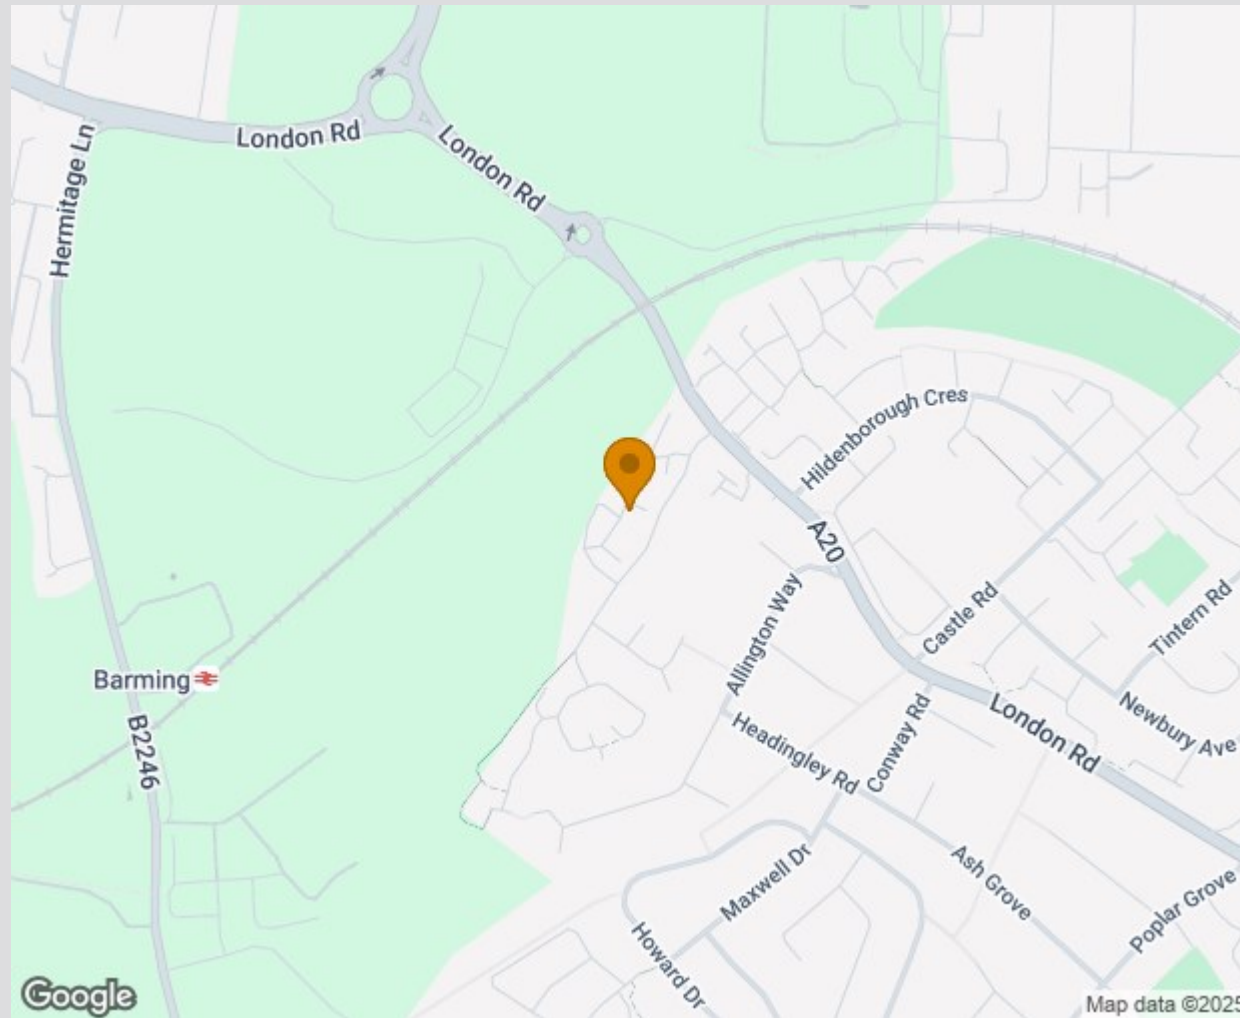 London Rd
London Rd
Hermitage Ln
Hildenborough Cres
A20
Castle Rd
Tintern Rd
Allington Way
Barming
B2246
Newbury Ave
London Rd
Conway Rd
Headingley Rd
Ash Grove
Maxwell Dr
Poplar Grove
Howard Dr
Google
Map data ©2025